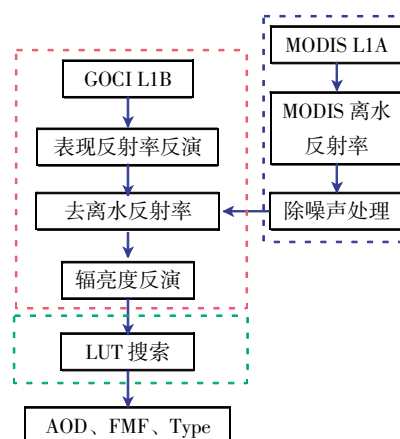 MODIS L1A
GOCI L1B
MODIS 离水
反射率
表现反射率反演
去离水反射率
除噪声处理
辐亮度反演
LUT 搜索
AOD、FMF、Type